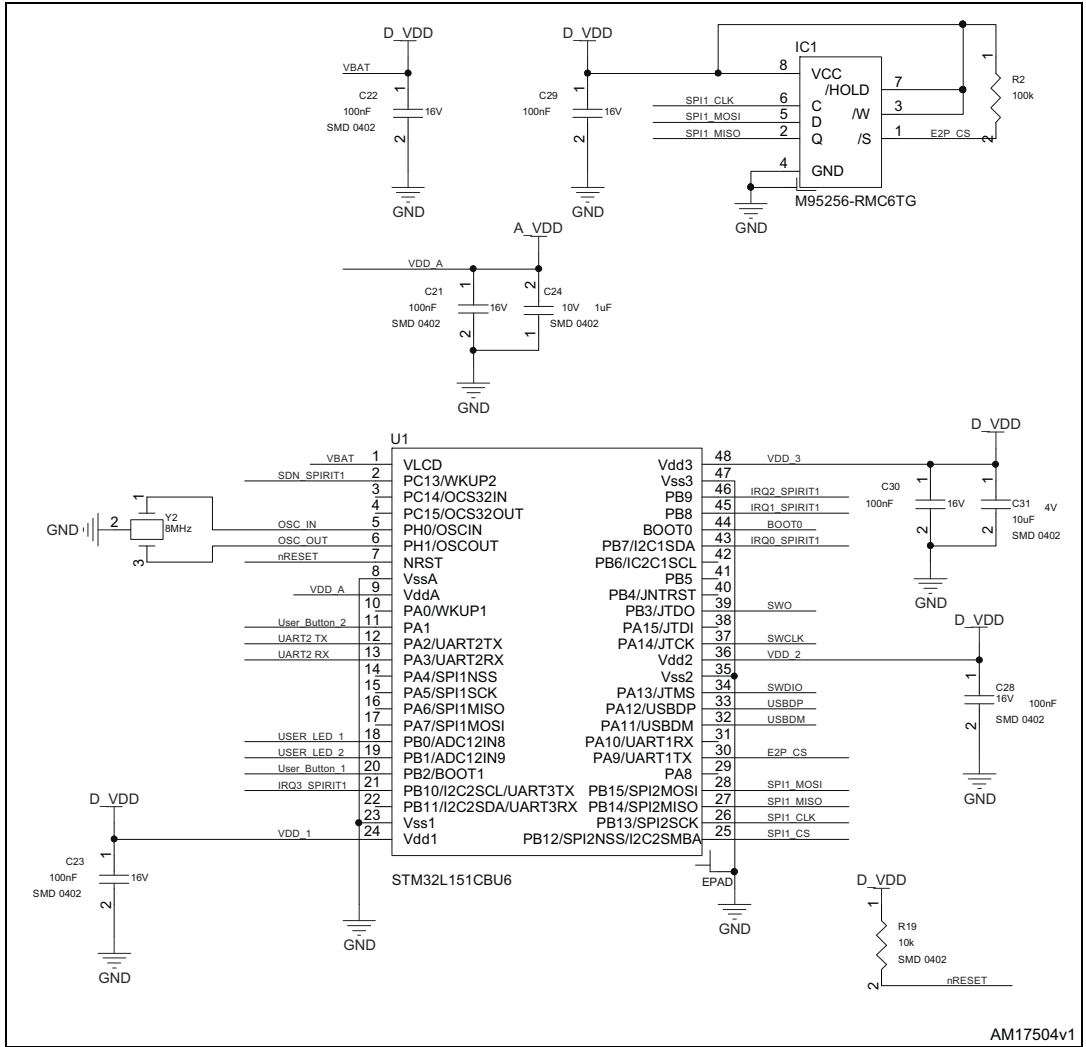 D_VDD
VBAT
1
C22
100nF
16V
SMD 0402
2
GND
D_VDD
1
C29
100nF
16V
2
GND
IC1
8
VCC
/HOLD
7
SPI1_CLK
6
C
/W
3
SPI1_MOSI
5
D
SPI1_MISO
2
Q
/S
1
E2P_CS
4
GND
M95256-RMC6TG
GND
1
R2
100k
2
A_VDD
VDD_A
1
C21
100nF
16V
SMD 0402
2
2
C24
10V
1uF
SMD 0402
1
GND
U1
VBAT
1
VLCD
SDN_SPIRIT1
2
PC13/WKUP2
3
PC14/OCS32IN
4
PC15/OCS32OUT
OSC_IN
5
PH0/OSCIN
OSC_OUT
6
PH1/OSCOUT
nRESET
7
NRST
8
VssA
VDD_A
9
VddA
10
PA0/WKUP1
User_Button_2
11
PA1
UART2 TX
12
PA2/UART2TX
UART2 RX
13
PA3/UART2RX
14
PA4/SPI1NSS
15
PA5/SPI1SCK
16
PA6/SPI1MISO
17
PA7/SPI1MOSI
USER_LED_1
18
PB0/ADC12IN8
USER_LED_2
19
PB1/ADC12IN9
User_Button_1
20
PB2/BOOT1
IRQ3_SPIRIT1
21
PB10/I2C2SCL/UART3TX
22
PB11/I2C2SDA/UART3RX
23
Vss1
VDD_1
24
Vdd1
Vdd3
48
VDD_3
Vss3
47
PB9
46
IRQ2_SPIRIT1
PB8
45
IRQ1_SPIRIT1
BOOT0
44
BOOT0
PB7/I2C1SDA
43
IRQ0_SPIRIT1
PB6/IC2C1SCL
42
PB5
41
PB4/JNTRST
40
PB3/JTDO
39
SWO
PA15/JTDI
38
PA14/JTCK
37
SWCLK
Vdd2
36
VDD_2
Vss2
35
PA13/JTMS
34
SWDIO
PA12/USBDP
33
USBDP
PA11/USBDM
32
USBDM
PA10/UART1RX
31
PA9/UART1TX
30
E2P_CS
PA8
29
PB15/SPI2MOSI
28
SPI1_MOSI
PB14/SPI2MISO
27
SPI1_MISO
PB13/SPI2SCK
26
SPI1_CLK
PB12/SPI2NSS/I2C2SMBA
25
SPI1_CS
STM32L151CBU6
EPAD
GND
GND
GND
2
1
Y2
8MHz
3
D_VDD
1
C23
100nF
16V
SMD 0402
2
GND
D_VDD
1
C30
100nF
16V
2
1
C31
4V
10uF
SMD 0402
2
GND
D_VDD
1
C28
16V
100nF
SMD 0402
2
GND
D_VDD
1
R19
10k
SMD 0402
2
nRESET
AM17504v1